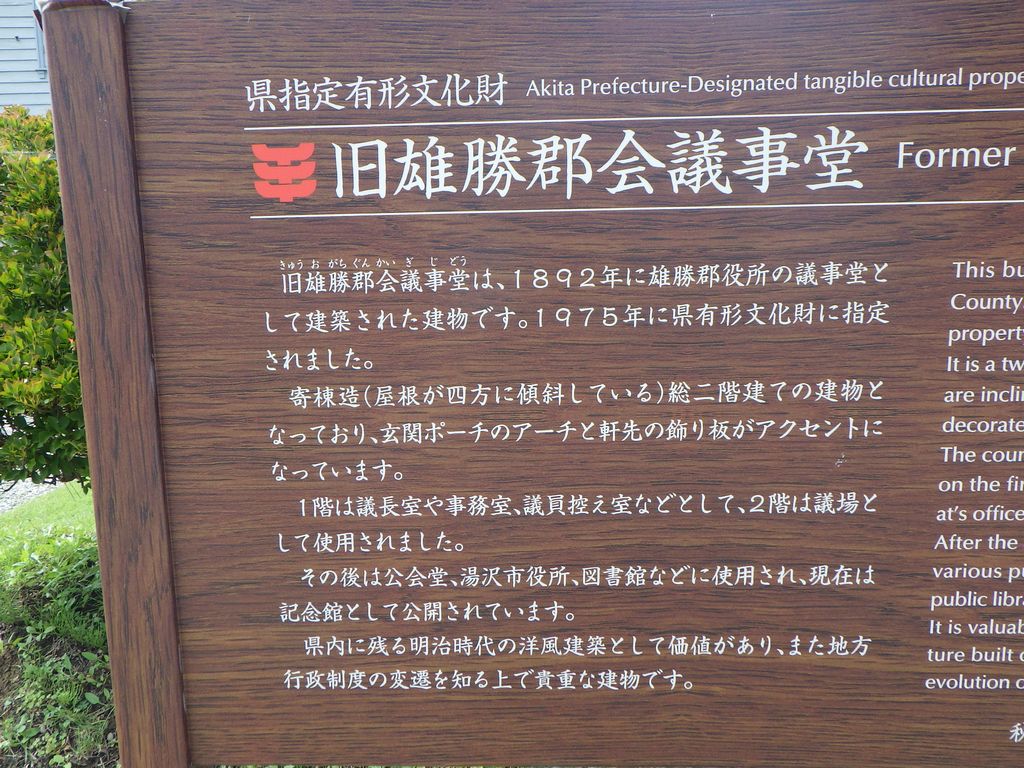 県指定有形文化財 Akita Prefecture-Designated tangible cultural prope
旧雄勝郡会議事堂 Former
きゅう お がち ぐん かい ぎ じ どう
旧雄勝郡会議事堂は、1892年に雄勝郡役所の議事堂と
して建築された建物です。1975年に県有形文化財に指定
されました。
寄棟造(屋根が四方に傾斜している)総二階建ての建物と
なっており、玄関ポーチのアーチと軒先の飾り板がアクセントに
なっています。
1階は議長室や事務室、議員控え室などとして、2階は議場と
して使用されました。
その後は公会堂、湯沢市役所、図書館などに使用され、現在は
記念館として公開されています。
県内に残る明治時代の洋風建築として価値があり、また地方
行政制度の変遷を知る上で貴重な建物です。
This bu
County
property
It is a tw
are incli
decorate
The cour
on the fir
at's office
After the
various pu
public libra
It is valuab
ture built o
evolution o